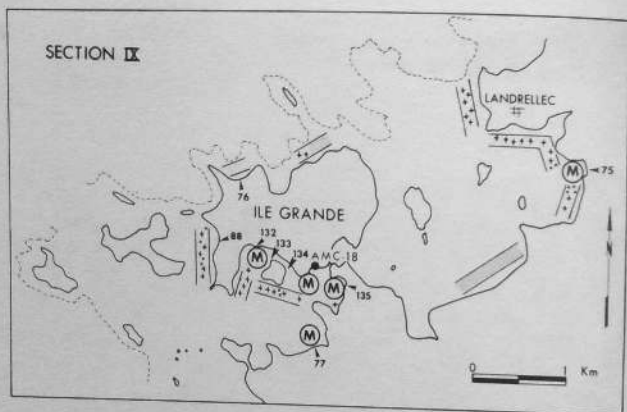 SECTION IX
LANDRELLEC
M
75
76
ILE GRANDE
88
132
M
133
134
AMC-18
M
M
135
M
77
N
0 1
Km